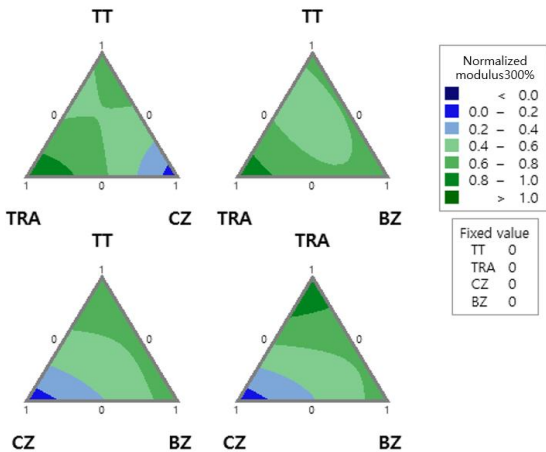 TT
1
0 0
1 0 1
TRA CZ
TT
1
0 0
1 0 1
TRA BZ
Normalized
modulus300%
< 0.0
0.0 – 0.2
0.2 – 0.4
0.4 – 0.6
0.6 – 0.8
0.8 – 1.0
> 1.0
Fixed value
TT 0
TRA 0
CZ 0
BZ 0
TT
1
0 0
1 0 1
CZ BZ
TRA
1
0 0
1 0 1
CZ BZ